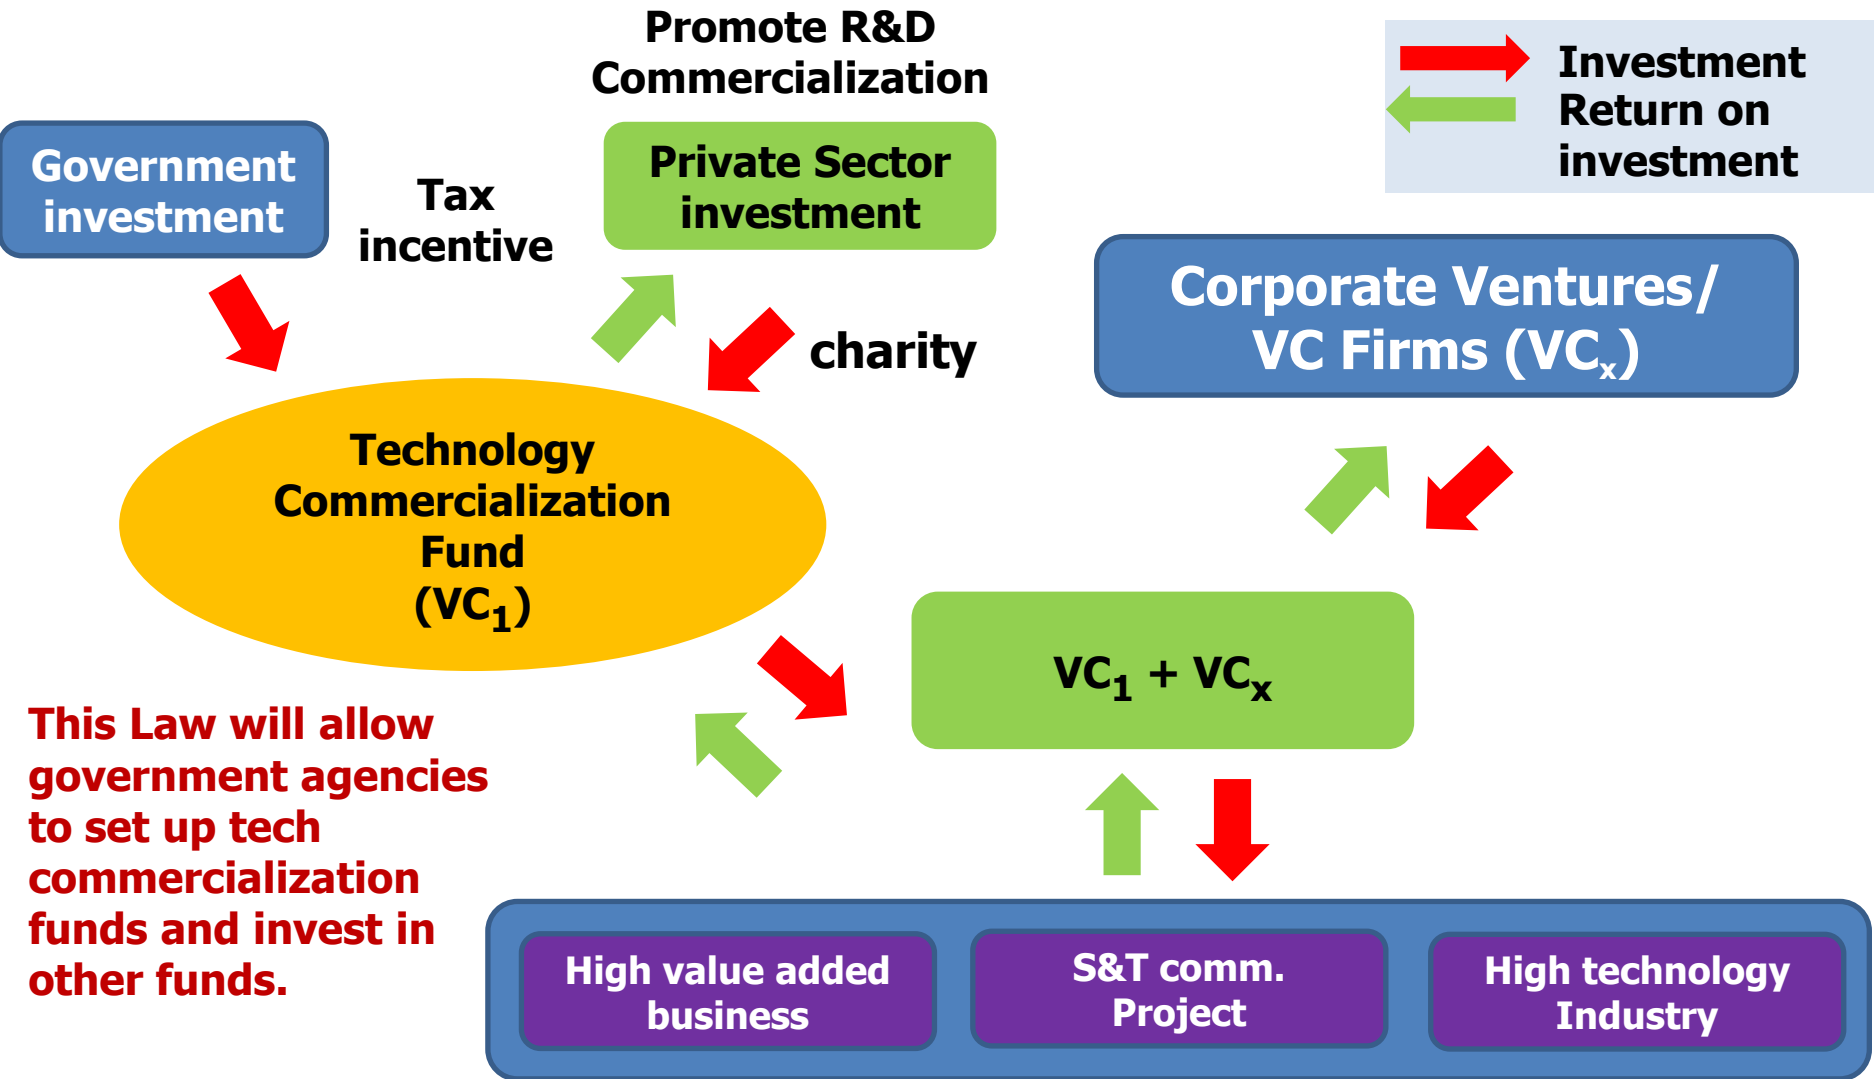 Promote R&D
Commercialization
Investment
Return on
investment
Government
investment
Tax
incentive
Private Sector
investment
charity
Corporate Ventures/
VC Firms (VCₓ)
Technology
Commercialization
Fund
(VC₁)
VC₁ + VCₓ
This Law will allow
government agencies
to set up tech
commercialization
funds and invest in
other funds.
High value added
business
S&T comm.
Project
High technology
Industry